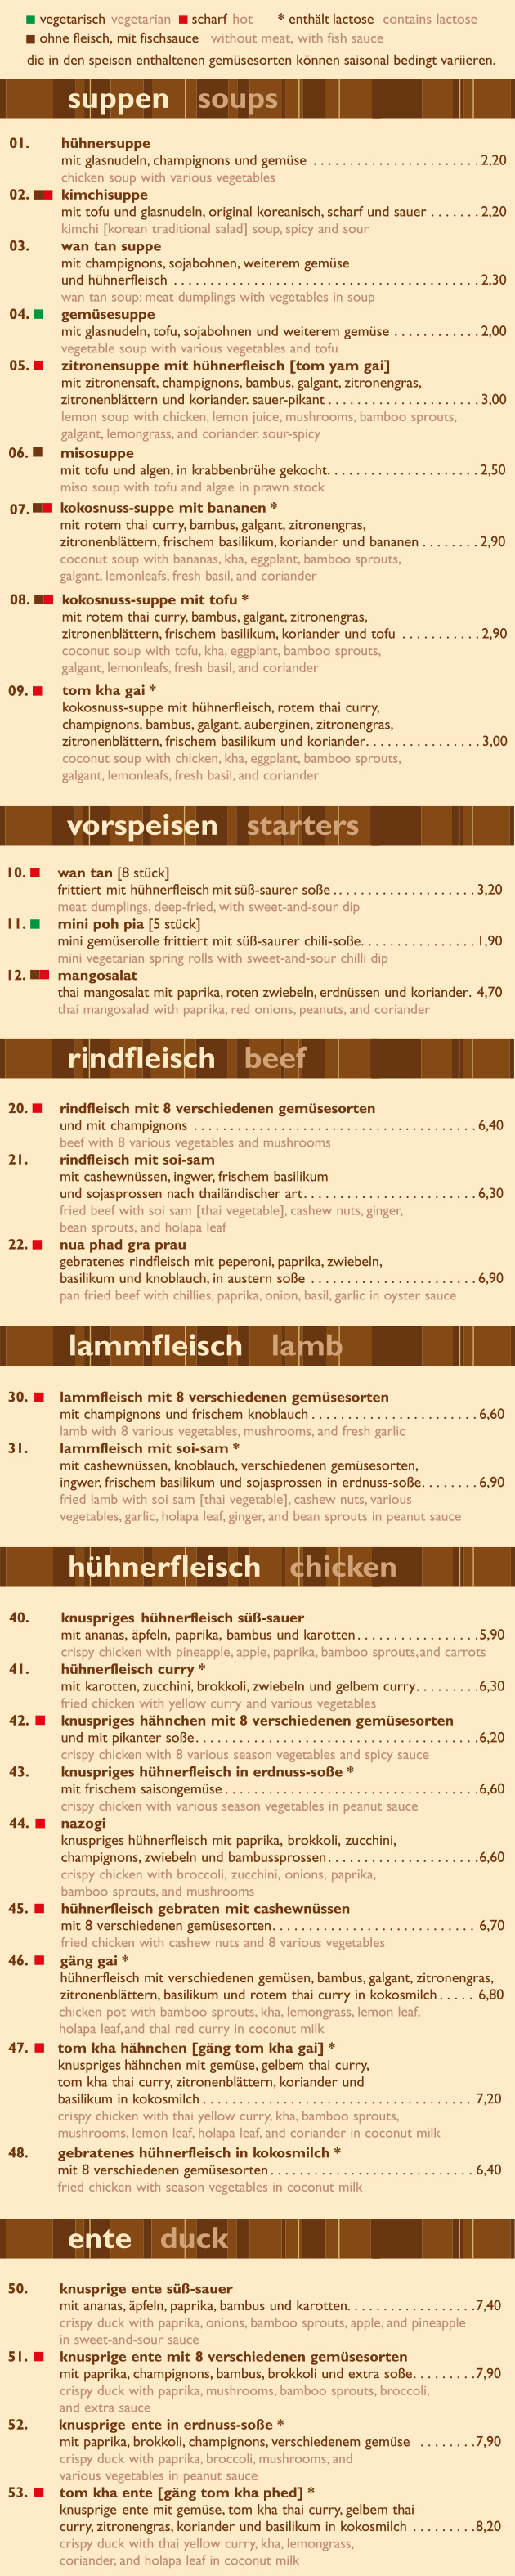 vegetarisch vegetarian scharf hot * enthält lactose contains lactose
ohne fleisch, mit fischsauce without meat, with fish sauce
die in den speisen enthaltenen gemüsesorten können saisonal bedingt variieren.
suppen soups
01. hühnersuppe
mit glasnudeln, champignons und gemüse . . . . . . . . . . . . . . . . . . . . . 2,20
chicken soup with various vegetables
02. kimchisuppe
mit tofu und glasnudeln, original koreanisch, scharf und sauer . . . . . . . 2,20
kimchi [korean traditional salad] soup, spicy and sour
03. wan tan suppe
mit champignons, sojabohnen, weiterem gemüse
und hühnerfleisch . . . . . . . . . . . . . . . . . . . . . . . . . . . . . . . . . . . . . . 2,30
wan tan soup: meat dumplings with vegetables in soup
04. gemüsesuppe
mit glasnudeln, tofu, sojabohnen und weiterem gemüse . . . . . . . . . . . 2,00
vegetable soup with various vegetables and tofu
05. zitronensuppe mit hühnerfleisch [tom yam gai]
mit zitronensaft, champignons, bambus, galgant, zitronengras,
zitronenblättern und koriander. sauer-pikant . . . . . . . . . . . . . . . . . . . 3,00
lemon soup with chicken, lemon juice, mushrooms, bamboo sprouts,
galgant, lemongrass, and coriander. sour-spicy
06. misosuppe
mit tofu und algen, in krabbenbrühe gekocht. . . . . . . . . . . . . . . . . . . 2,50
miso soup with tofu and algae in prawn stock
07. kokosnuss-suppe mit bananen *
mit rotem thai curry, bambus, galgant, zitronengras,
zitronenblättern, frischem basilikum, koriander und bananen . . . . . . . 2,90
coconut soup with bananas, kha, eggplant, bamboo sprouts,
galgant, lemonleafs, fresh basil, and coriander
08. kokosnuss-suppe mit tofu *
mit rotem thai curry, bambus, galgant, zitronengras,
zitronenblättern, frischem basilikum, koriander und tofu . . . . . . . . . . 2,90
coconut soup with tofu, kha, eggplant, bamboo sprouts,
galgant, lemonleafs, fresh basil, and coriander
09. tom kha gai *
kokosnuss-suppe mit hühnerfleisch, rotem thai curry,
champignons, bambus, galgant, auberginen, zitronengras,
zitronenblättern, frischem basilikum und koriander. . . . . . . . . . . . . . . 3,00
coconut soup with chicken, kha, eggplant, bamboo sprouts,
galgant, lemonleafs, fresh basil, and coriander
vorspeisen starters
10. wan tan [8 stück]
frittiert mit hühnerfleisch mit süß-saurer soße . . . . . . . . . . . . . . . . . . 3,20
meat dumplings, deep-fried, with sweet-and-sour dip
11. mini poh pia [5 stück]
mini gemüserolle frittiert mit süß-saurer chili-soße. . . . . . . . . . . . . . . 1,90
mini vegetarian spring rolls with sweet-and-sour chilli dip
12. mangosalat
thai mangosalat mit paprika, roten zwiebeln, erdnüssen und koriander. 4,70
thai mangosalad with paprika, red onions, peanuts, and coriander
rindfleisch beef
20. rindfleisch mit 8 verschiedenen gemüsesorten
und mit champignons . . . . . . . . . . . . . . . . . . . . . . . . . . . . . . . . . . . 6,40
beef with 8 various vegetables and mushrooms
21. rindfleisch mit soi-sam
mit cashewnüssen, ingwer, frischem basilikum
und sojasprossen nach thailändischer art. . . . . . . . . . . . . . . . . . . . . . 6,30
fried beef with soi sam [thai vegetable], cashew nuts, ginger,
bean sprouts, and holapa leaf
22. nua phad gra prau
gebratenes rindfleisch mit peperoni, paprika, zwiebeln,
basilikum und knoblauch, in austern soße . . . . . . . . . . . . . . . . . . . . . 6,90
pan fried beef with chillies, paprika, onion, basil, garlic in oyster sauce
lammfleisch lamb
30. lammfleisch mit 8 verschiedenen gemüsesorten
mit champignons und frischem knoblauch . . . . . . . . . . . . . . . . . . . . . 6,60
lamb with 8 various vegetables, mushrooms, and fresh garlic
31. lammfleisch mit soi-sam *
mit cashewnüssen, knoblauch, verschiedenen gemüsesorten,
ingwer, frischem basilikum und sojasprossen in erdnuss-soße. . . . . . . . 6,90
fried lamb with soi sam [thai vegetable], cashew nuts, various
vegetables, garlic, holapa leaf, ginger, and bean sprouts in peanut sauce
hühnerfleisch chicken
40. knuspriges hühnerfleisch süß-sauer
mit ananas, äpfeln, paprika, bambus und karotten . . . . . . . . . . . . . . . 5,90
crispy chicken with pineapple, apple, paprika, bamboo sprouts,and carrots
41. hühnerfleisch curry *
mit karotten, zucchini, brokkoli, zwiebeln und gelbem curry. . . . . . . . 6,30
fried chicken with yellow curry and various vegetables
42. knuspriges hähnchen mit 8 verschiedenen gemüsesorten
und mit pikanter soße. . . . . . . . . . . . . . . . . . . . . . . . . . . . . . . . . . . 6,20
crispy chicken with 8 various season vegetables and spicy sauce
43. knuspriges hühnerfleisch in erdnuss-soße *
mit frischem saisongemüse . . . . . . . . . . . . . . . . . . . . . . . . . . . . . . . 6,60
crispy chicken with various season vegetables in peanut sauce
44. nazogi
knuspriges hühnerfleisch mit paprika, brokkoli, zucchini,
champignons, zwiebeln und bambussprossen. . . . . . . . . . . . . . . . . . . 6,60
crispy chicken with broccoli, zucchini, onions, paprika,
bamboo sprouts, and mushrooms
45. hühnerfleisch gebraten mit cashewnüssen
mit 8 verschiedenen gemüsesorten. . . . . . . . . . . . . . . . . . . . . . . . . . 6,70
fried chicken with cashew nuts and 8 various vegetables
46. gäng gai *
hühnerfleisch mit verschiedenen gemüsen, bambus, galgant, zitronengras,
zitronenblättern, basilikum und rotem thai curry in kokosmilch . . . . . 6,80
chicken pot with bamboo sprouts, kha, lemongrass, lemon leaf,
holapa leaf,and thai red curry in coconut milk
47. tom kha hähnchen [gäng tom kha gai] *
knuspriges hähnchen mit gemüse, gelbem thai curry,
tom kha thai curry, zitronenblättern, koriander und
basilikum in kokosmilch . . . . . . . . . . . . . . . . . . . . . . . . . . . . . . . . . 7,20
crispy chicken with thai yellow curry, kha, bamboo sprouts,
mushrooms, lemon leaf, holapa leaf, and coriander in coconut milk
48. gebratenes hühnerfleisch in kokosmilch *
mit 8 verschiedenen gemüsesorten . . . . . . . . . . . . . . . . . . . . . . . . . . 6,40
fried chicken with season vegetables in coconut milk
ente duck
50. knusprige ente süß-sauer
mit ananas, äpfeln, paprika, bambus und karotten. . . . . . . . . . . . . . . . 7,40
crispy duck with paprika, onions, bamboo sprouts, apple, and pineapple
in sweet-and-sour sauce
51. knusprige ente mit 8 verschiedenen gemüsesorten
mit paprika, champignons, bambus, brokkoli und extra soße. . . . . . . . 7,90
crispy duck with paprika, mushrooms, bamboo sprouts, broccoli,
and extra sauce
52. knusprige ente in erdnuss-soße *
mit paprika, brokkoli, champignons, verschiedenem gemüse . . . . . . . . 7,90
crispy duck with paprika, broccoli, mushrooms, and
various vegetables in peanut sauce
53. tom kha ente [gäng tom kha phed] *
knusprige ente mit gemüse, tom kha thai curry, gelbem thai
curry, zitronengras, koriander und basilikum in kokosmilch . . . . . . . . . 8,20
crispy duck with thai yellow curry, kha, lemongrass,
coriander, and holapa leaf in coconut milk